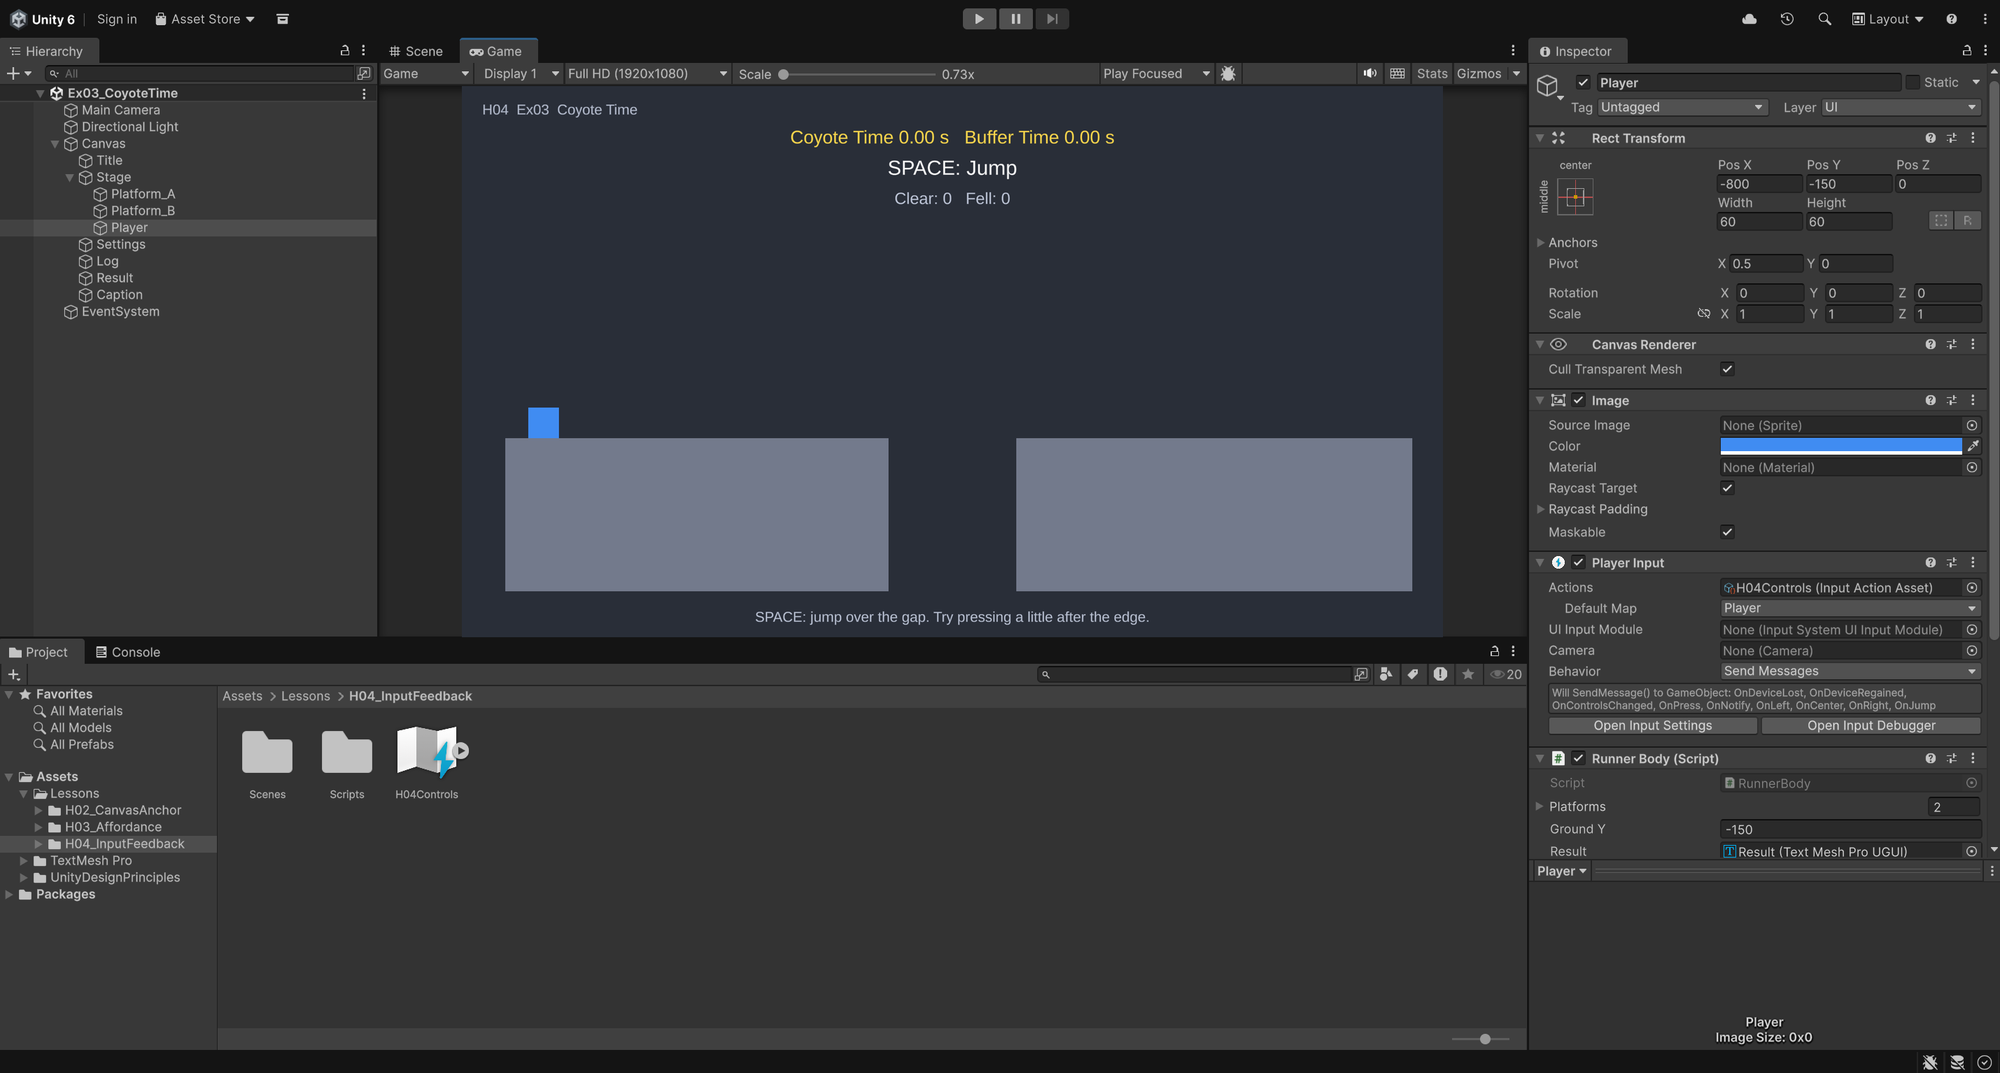 Unity 6
Sign in
Asset Store
Layout
Hierarchy
All
Ex03_CoyoteTime
Main Camera
Directional Light
Canvas
Title
Stage
Platform_A
Platform_B
Player
Settings
Log
Result
Caption
EventSystem
Scene
Game
Game
Display 1
Full HD (1920x1080)
Scale
0.73x
Play Focused
Stats
Gizmos
H04 Ex03 Coyote Time
Coyote Time 0.00 s Buffer Time 0.00 s
SPACE: Jump
Clear: 0 Fell: 0
SPACE: jump over the gap. Try pressing a little after the edge.
Inspector
Player
Static
Tag Untagged
Layer UI
Rect Transform
center
middle
Pos X Pos Y Pos Z
-800 -150 0
Width Height
60 60
R
Anchors
Pivot X 0.5 Y 0
Rotation X 0 Y 0 Z 0
Scale X 1 Y 1 Z 1
Canvas Renderer
Cull Transparent Mesh
Image
Source Image None (Sprite)
Color
Material None (Material)
Raycast Target
Raycast Padding
Maskable
Player Input
Actions H04Controls (Input Action Asset)
Default Map Player
UI Input Module None (Input System UI Input Module)
Camera None (Camera)
Behavior Send Messages
Will SendMessage() to GameObject: OnDeviceLost, OnDeviceRegained,
OnControlsChanged, OnPress, OnNotify, OnLeft, OnCenter, OnRight, OnJump
Open Input Settings
Open Input Debugger
Runner Body (Script)
Script RunnerBody
Platforms 2
Ground Y -150
Result Result (Text Mesh Pro UGUI)
Player
Player
Image Size: 0x0
Project
Console
20
Favorites
All Materials
All Models
All Prefabs
Assets
Lessons
H02_CanvasAnchor
H03_Affordance
H04_InputFeedback
TextMesh Pro
UnityDesignPrinciples
Packages
Assets > Lessons > H04_InputFeedback
Scenes
Scripts
H04Controls